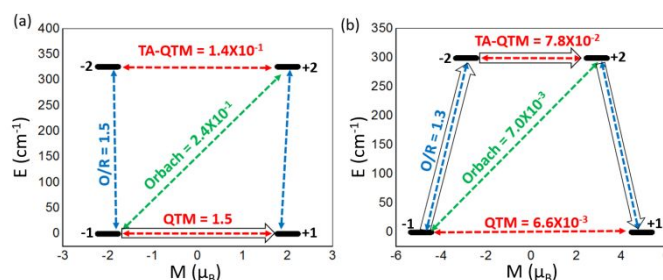 (a)
400
350
300
250
200
150
100
50
0
E (cm⁻¹)
TA-QTM = 1.4X10⁻¹
-2
+2
O/R = 1.5
Orbach = 2.4X10⁻¹
QTM = 1.5
-1
+1
-3 -2 -1 0 1 2 3
M (μB)
(b)
350
300
250
200
150
100
50
0
E (cm⁻¹)
TA-QTM = 7.8X10⁻²
-2
+2
O/R = 1.3
Orbach = 7.0X10⁻³
QTM = 6.6X10⁻³
-1
+1
-6 -4 -2 0 2 4
M (μB)